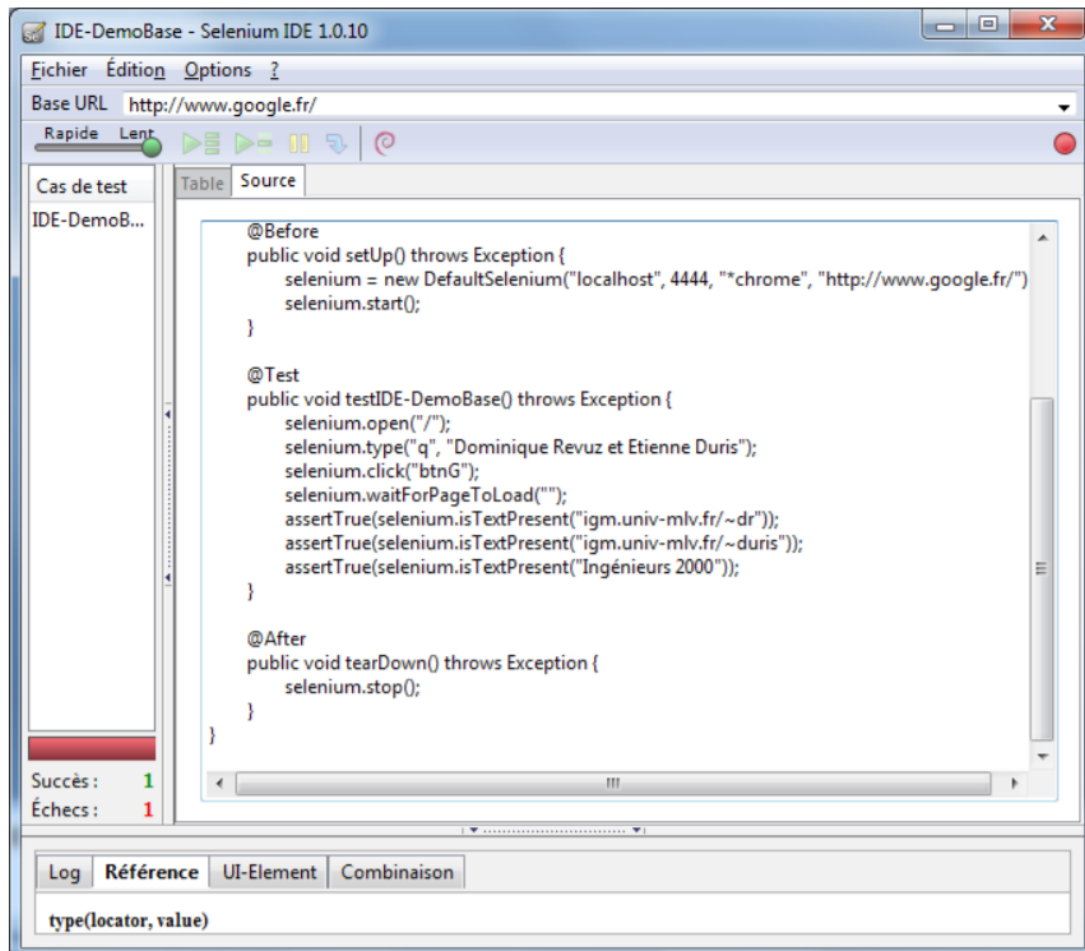 IDE-DemoBase - Selenium IDE 1.0.10
Fichier Édition Options ?
Base URL http://www.google.fr/
Rapide Lent
Cas de test
Table Source
IDE-DemoB...
@Before
public void setUp() throws Exception {
selenium = new DefaultSelenium("localhost", 4444, "*chrome", "http://www.google.fr/")
selenium.start();
}
@Test
public void testIDE-DemoBase() throws Exception {
selenium.open("/");
selenium.type("q", "Dominique Revuz et Etienne Duris");
selenium.click("btnG");
selenium.waitForPageToLoad("");
assertTrue(selenium.isTextPresent("igm.univ-mlv.fr/~dr"));
assertTrue(selenium.isTextPresent("igm.univ-mlv.fr/~duris"));
assertTrue(selenium.isTextPresent("Ingénieurs 2000"));
}
@After
public void tearDown() throws Exception {
selenium.stop();
}
}
Succès : 1
Échecs : 1
Log Référence UI-Element Combinaison
type(locator, value)